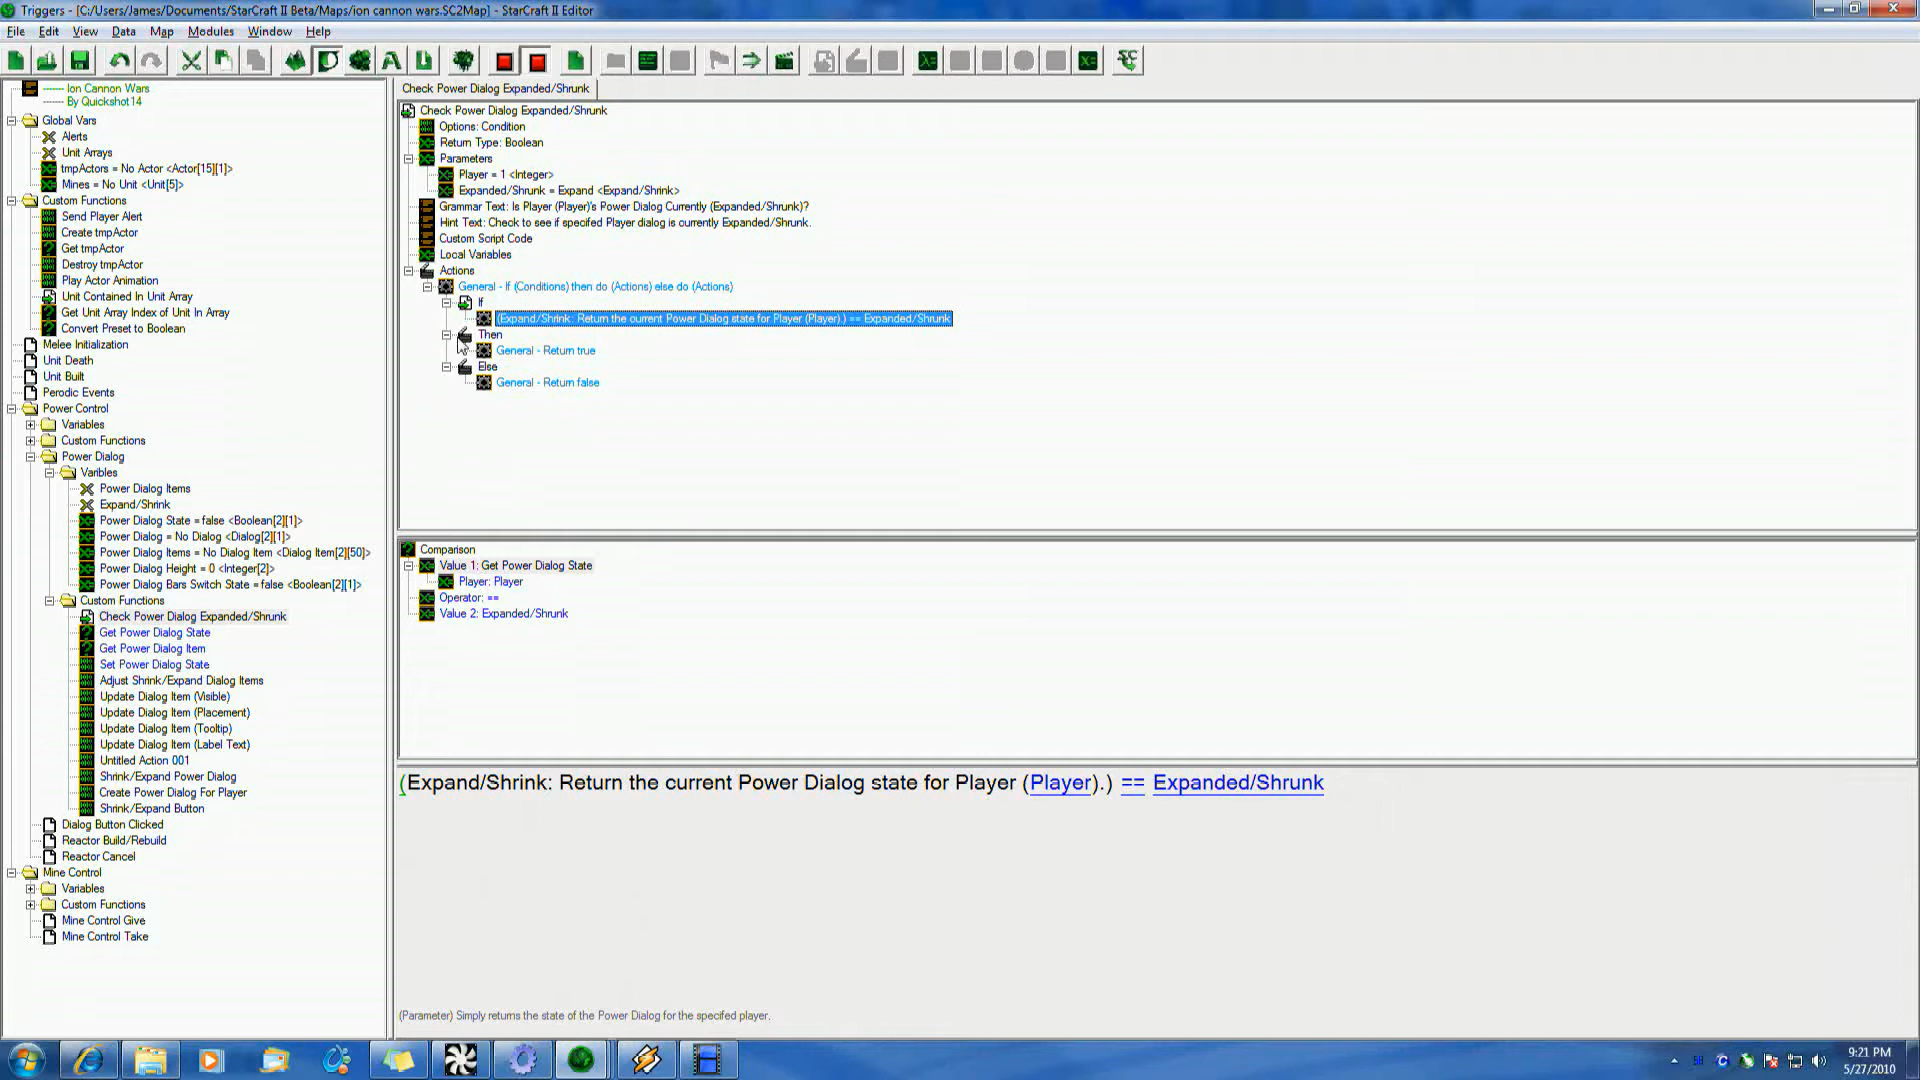 Triggers - [C:/Users/James/Documents/StarCraft II Beta/Maps/ion cannon wars.SC2Map] - StarCraft II Editor
File Edit View Data Map Modules Window Help
------ Ion Cannon Wars
------ By Quickshot14
Global Vars
Alerts
Unit Arrays
tmpActors = No Actor <Actor[15][1]>
Mines = No Unit <Unit[5]>
Custom Functions
Send Player Alert
Create tmpActor
Get tmpActor
Destroy tmpActor
Play Actor Animation
Unit Contained In Unit Array
Get Unit Array Index of Unit In Array
Convert Preset to Boolean
Melee Initialization
Unit Death
Unit Built
Periodic Events
Power Control
Variables
Custom Functions
Power Dialog
Varibles
Power Dialog Items
Expand/Shrink
Power Dialog State = false <Boolean[2][1]>
Power Dialog = No Dialog <Dialog[2][1]>
Power Dialog Items = No Dialog Item <Dialog Item[2][50]>
Power Dialog Height = 0 <Integer[2]>
Power Dialog Bars Switch State = false <Boolean[2][1]>
Custom Functions
Check Power Dialog Expanded/Shrunk
Get Power Dialog State
Get Power Dialog Item
Set Power Dialog State
Adjust Shrink/Expand Dialog Items
Update Dialog Item (Visible)
Update Dialog Item (Placement)
Update Dialog Item (Tooltip)
Update Dialog Item (Label Text)
Untitled Action 001
Shrink/Expand Power Dialog
Create Power Dialog For Player
Shrink/Expand Button
Dialog Button Clicked
Reactor Build/Rebuild
Reactor Cancel
Mine Control
Variables
Custom Functions
Mine Control Give
Mine Control Take
Check Power Dialog Expanded/Shrunk
Check Power Dialog Expanded/Shrunk
Options: Condition
Return Type: Boolean
Parameters
Player = 1 <Integer>
Expanded/Shrunk = Expand <Expand/Shrink>
Grammar Text: Is Player (Player)'s Power Dialog Currently (Expanded/Shrunk)?
Hint Text: Check to see if specifed Player dialog is currently Expanded/Shrunk.
Custom Script Code
Local Variables
Actions
General - If (Conditions) then do (Actions) else do (Actions)
If
(Expand/Shrink: Return the current Power Dialog state for Player (Player).) == Expanded/Shrunk
Then
General - Return true
Else
General - Return false
Comparison
Value 1: Get Power Dialog State
Player: Player
Operator: ==
Value 2: Expanded/Shrunk
(Expand/Shrink: Return the current Power Dialog state for Player (Player).) == Expanded/Shrunk
(Parameter) Simply returns the state of the Power Dialog for the specifed player.
9:21 PM
5/27/2010